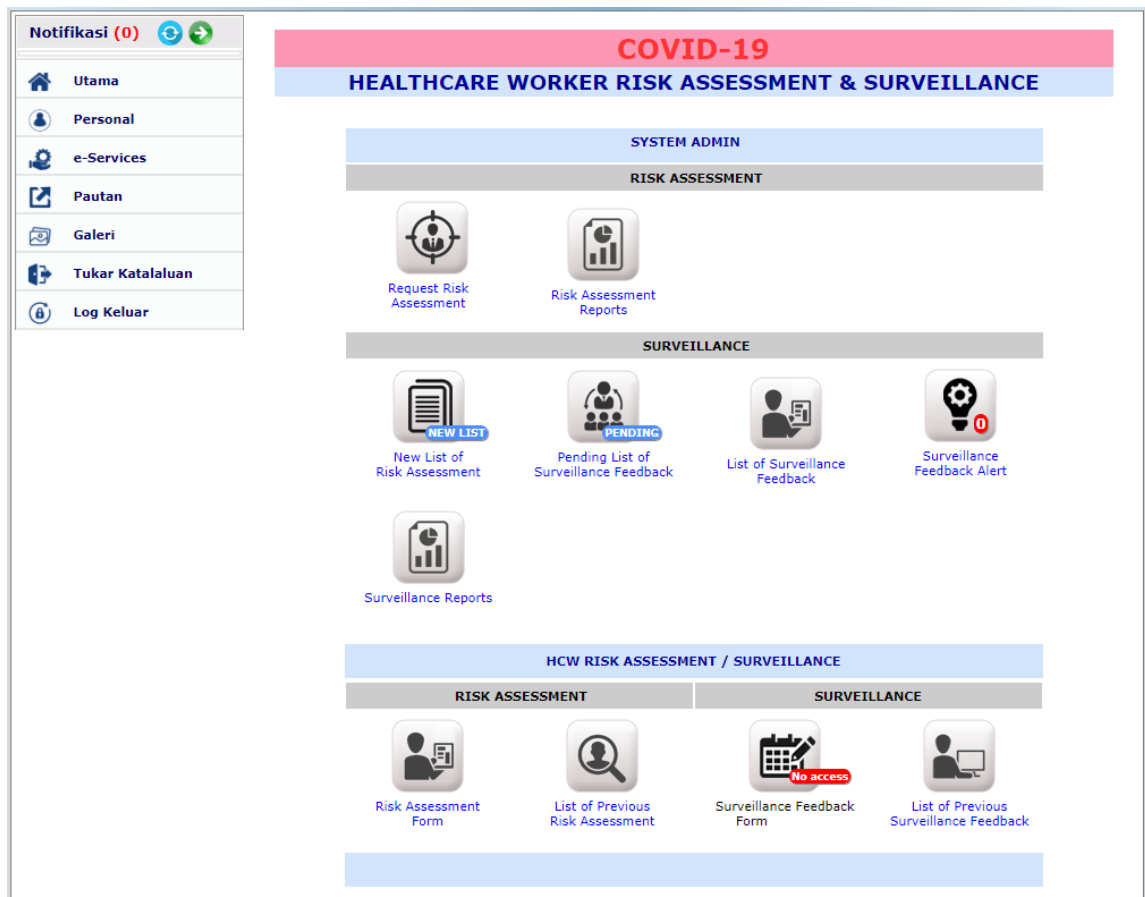 Notifikasi (0)
Utama
Personal
e-Services
Pautan
Galeri
Tukar Katalaluan
Log Keluar
COVID-19
HEALTHCARE WORKER RISK ASSESSMENT & SURVEILLANCE
SYSTEM ADMIN
RISK ASSESSMENT
Request Risk
Assessment
Risk Assessment
Reports
SURVEILLANCE
NEW LIST
New List of
Risk Assessment
PENDING
Pending List of
Surveillance Feedback
List of Surveillance
Feedback
0
Surveillance
Feedback Alert
Surveillance Reports
HCW RISK ASSESSMENT / SURVEILLANCE
RISK ASSESSMENT
SURVEILLANCE
Risk Assessment
Form
List of Previous
Risk Assessment
No access
Surveillance Feedback
Form
List of Previous
Surveillance Feedback